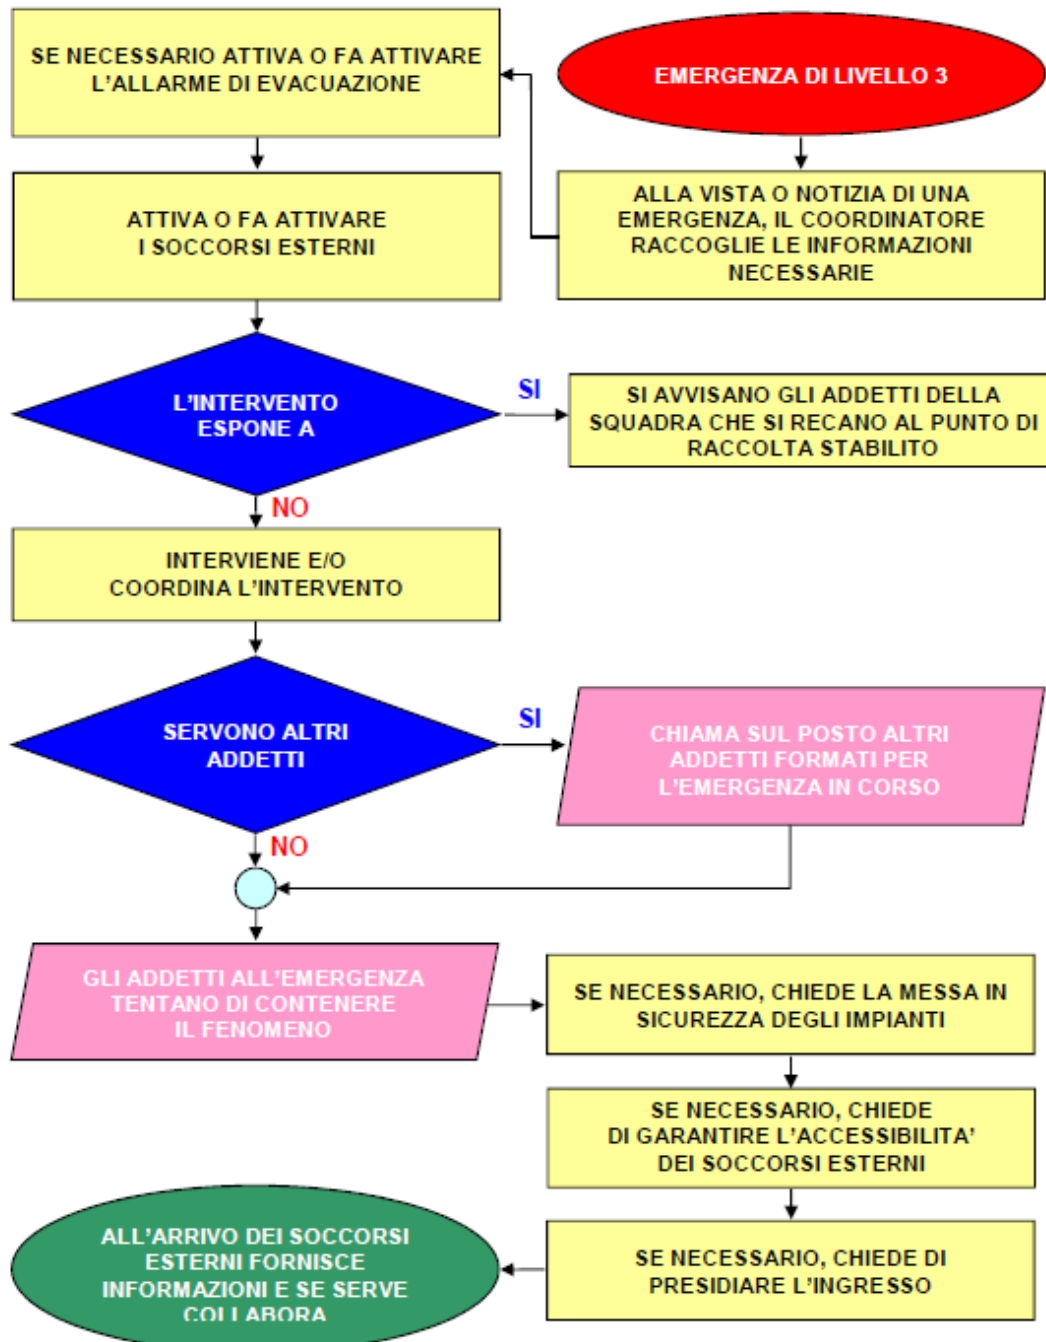 EMERGENZA DI LIVELLO 3
ALLA VISTA O NOTIZIA DI UNA
EMERGENZA, IL COORDINATORE
RACCOGLIE LE INFORMAZIONI
NECESSARIE
SE NECESSARIO ATTIVA O FA ATTIVARE
L'ALLARME DI EVACUAZIONE
ATTIVA O FA ATTIVARE
I SOCCORSI ESTERNI
L'INTERVENTO
ESPONE A
SI
SI AVVISANO GLI ADDETTI DELLA
SQUADRA CHE SI RECANO AL PUNTO DI
RACCOLTA STABILITO
NO
INTERVIENE E/O
COORDINA L'INTERVENTO
SERVONO ALTRI
ADDETTI
SI
CHIAMA SUL POSTO ALTRI
ADDETTI FORMATI PER
L'EMERGENZA IN CORSO
NO
GLI ADDETTI ALL'EMERGENZA
TENTANO DI CONTENERE
IL FENOMENO
SE NECESSARIO, CHIEDE LA MESSA IN
SICUREZZA DEGLI IMPIANTI
SE NECESSARIO, CHIEDE
DI GARANTIRE L'ACCESSIBILITA'
DEI SOCCORSI ESTERNI
SE NECESSARIO, CHIEDE DI
PRESIDIARE L'INGRESSO
ALL'ARRIVO DEI SOCCORSI
ESTERNI FORNISCE
INFORMAZIONI E SE SERVE
COLLABORA